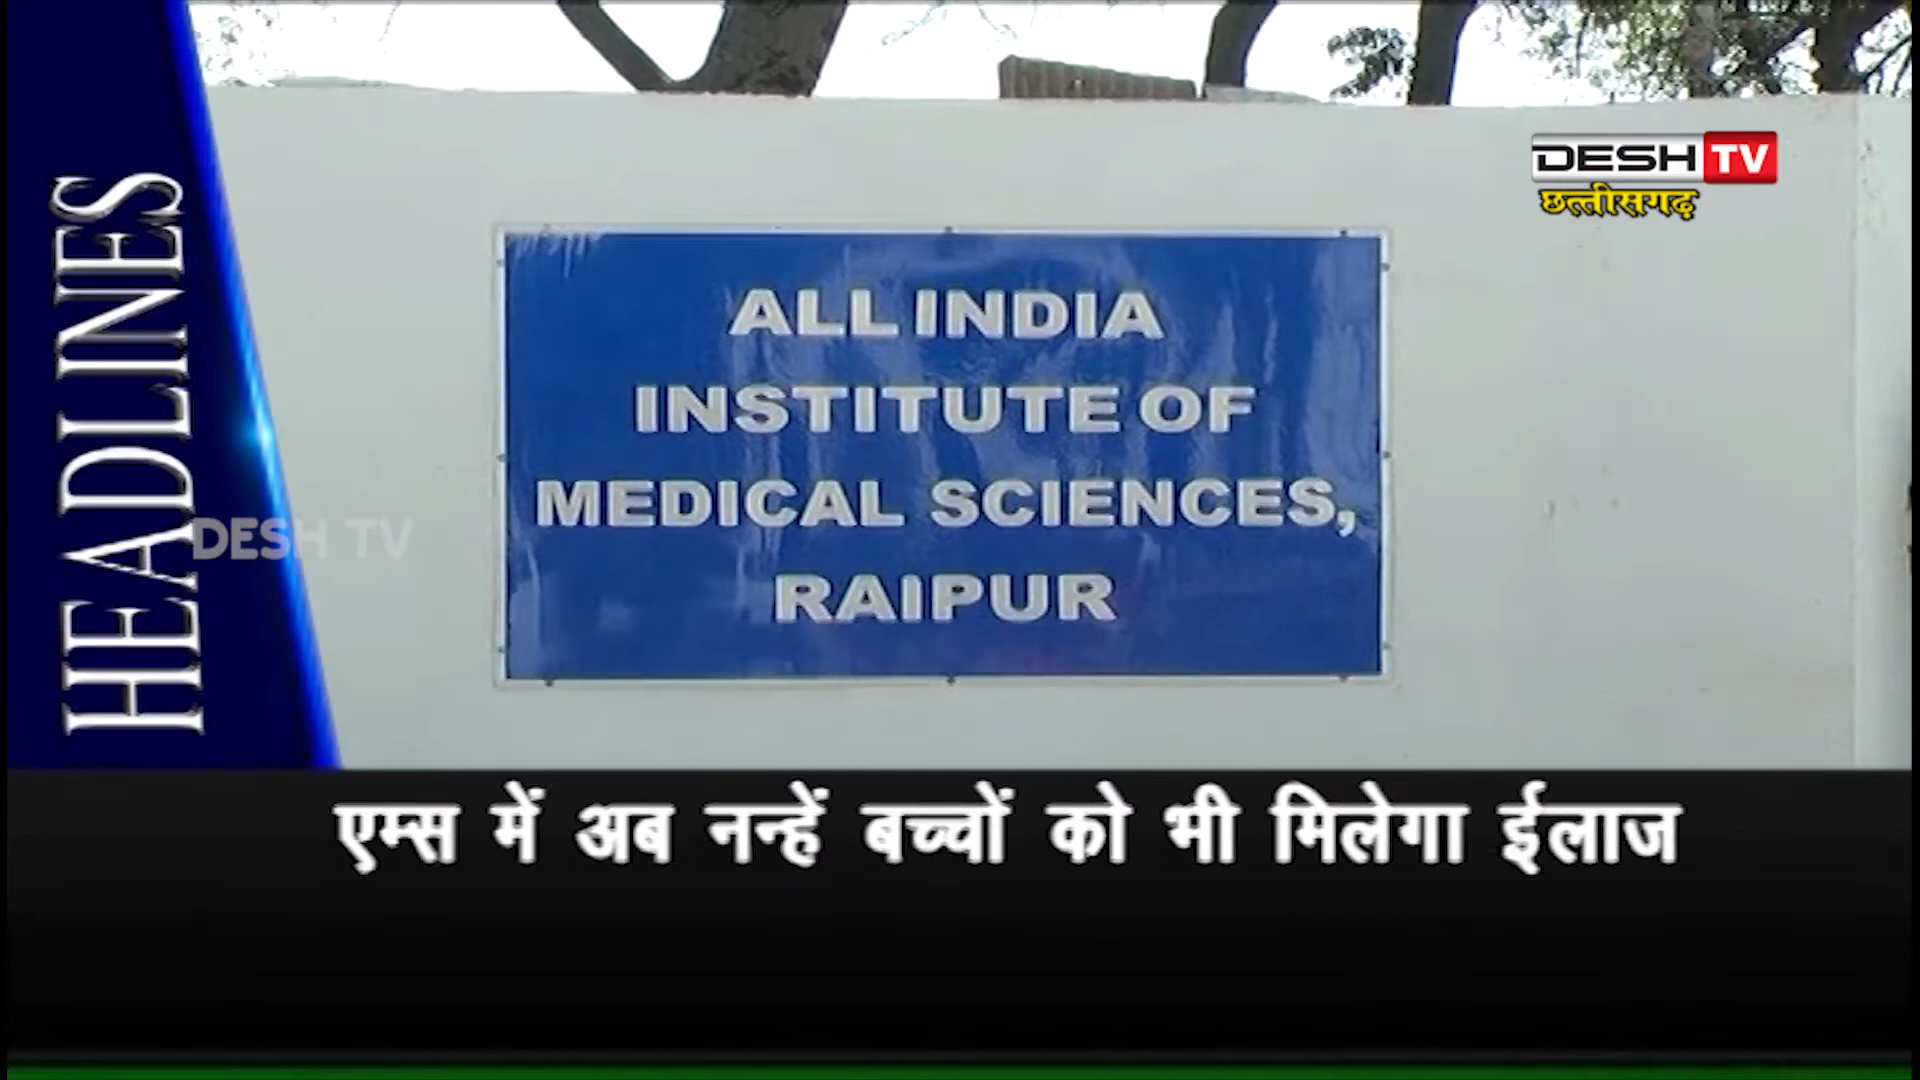 HEADLINES
DESH TV
छत्तीसगढ़
ALL INDIA
INSTITUTE OF
MEDICAL SCIENCES,
RAIPUR
DESH TV
एम्स में अब नन्हें बच्चों को भी मिलेगा ईलाज